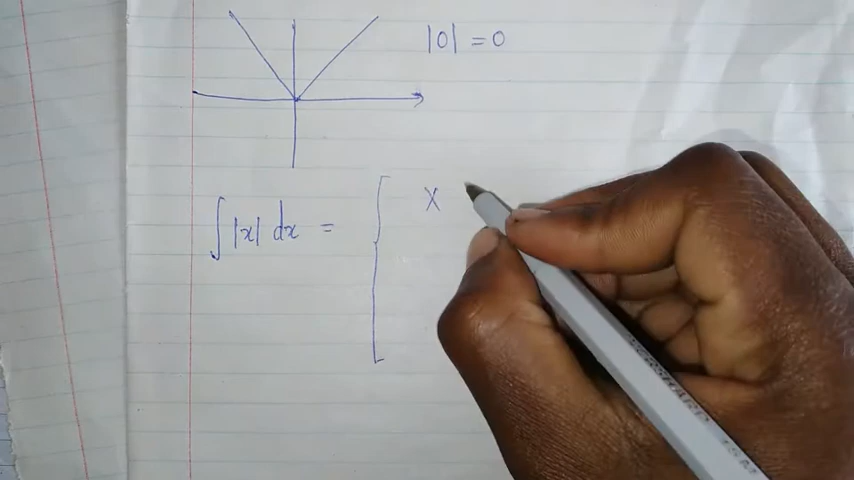 |0| = 0
∫ |x| dx = [ X